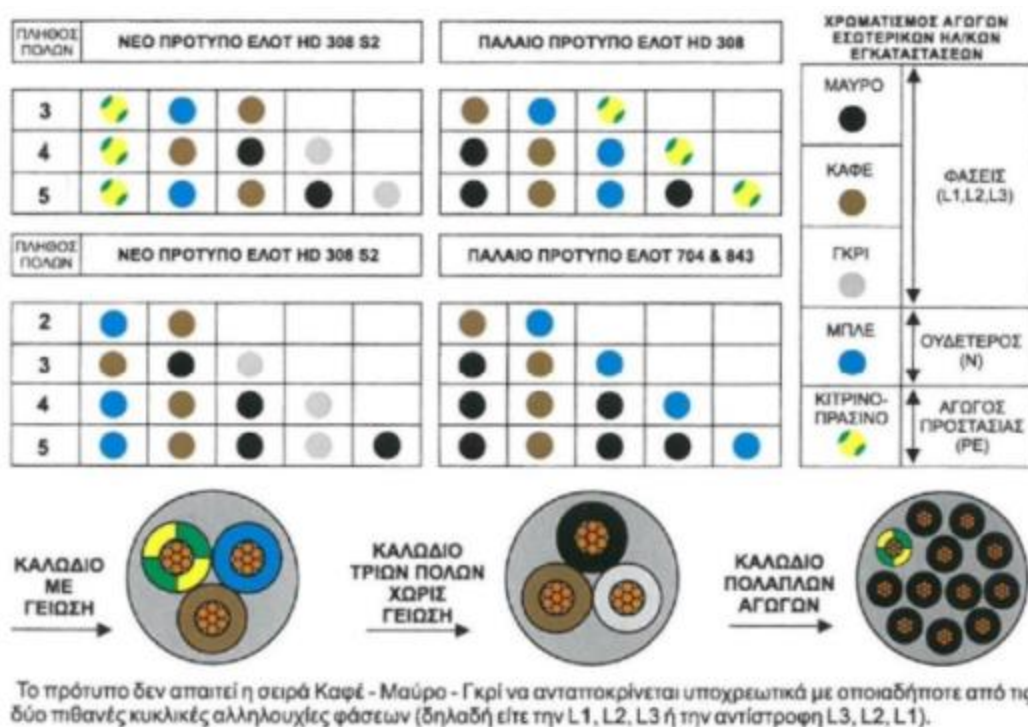 ΠΛΗΘΟΣ
ΠΟΛΩΝ
ΝΕΟ ΠΡΟΤΥΠΟ ΕΛΟΤ HD 308 S2
ΠΑΛΑΙΟ ΠΡΟΤΥΠΟ ΕΛΟΤ HD 308
3
4
5
ΠΛΗΘΟΣ
ΠΟΛΩΝ
ΝΕΟ ΠΡΟΤΥΠΟ ΕΛΟΤ HD 308 S2
ΠΑΛΑΙΟ ΠΡΟΤΥΠΟ ΕΛΟΤ 704 & 843
2
3
4
5
ΧΡΩΜΑΤΙΣΜΟΣ ΑΓΩΓΩΝ
ΕΣΩΤΕΡΙΚΩΝ ΗΛ/ΚΩΝ
ΕΓΚΑΤΑΣΤΑΣΕΩΝ
ΜΑΥΡΟ
ΚΑΦΕ
ΓΚΡΙ
ΦΑΣΕΙΣ
(L1,L2,L3)
ΜΠΛΕ
ΟΥΔΕΤΕΡΟΣ
(N)
ΚΙΤΡΙΝΟ-
ΠΡΑΣΙΝΟ
ΑΓΩΓΟΣ
ΠΡΟΣΤΑΣΙΑΣ
(PE)
ΚΑΛΩΔΙΟ
ΜΕ
ΓΕΙΩΣΗ
ΚΑΛΩΔΙΟ
ΤΡΙΩΝ ΠΟΛΩΝ
ΧΩΡΙΣ
ΓΕΙΩΣΗ
ΚΑΛΩΔΙΟ
ΠΟΛΑΠΛΩΝ
ΑΓΩΓΩΝ
Το πρότυπο δεν απαιτεί η σειρά Καφέ - Μαύρο - Γκρί να ανταποκρίνεται υποχρεωτικά με οποιαδήποτε από τις
δύο πιθανές κυκλικές αλληλουχίες φάσεων (δηλαδή είτε την L1, L2, L3 ή την αντίστροφη L3, L2, L1).